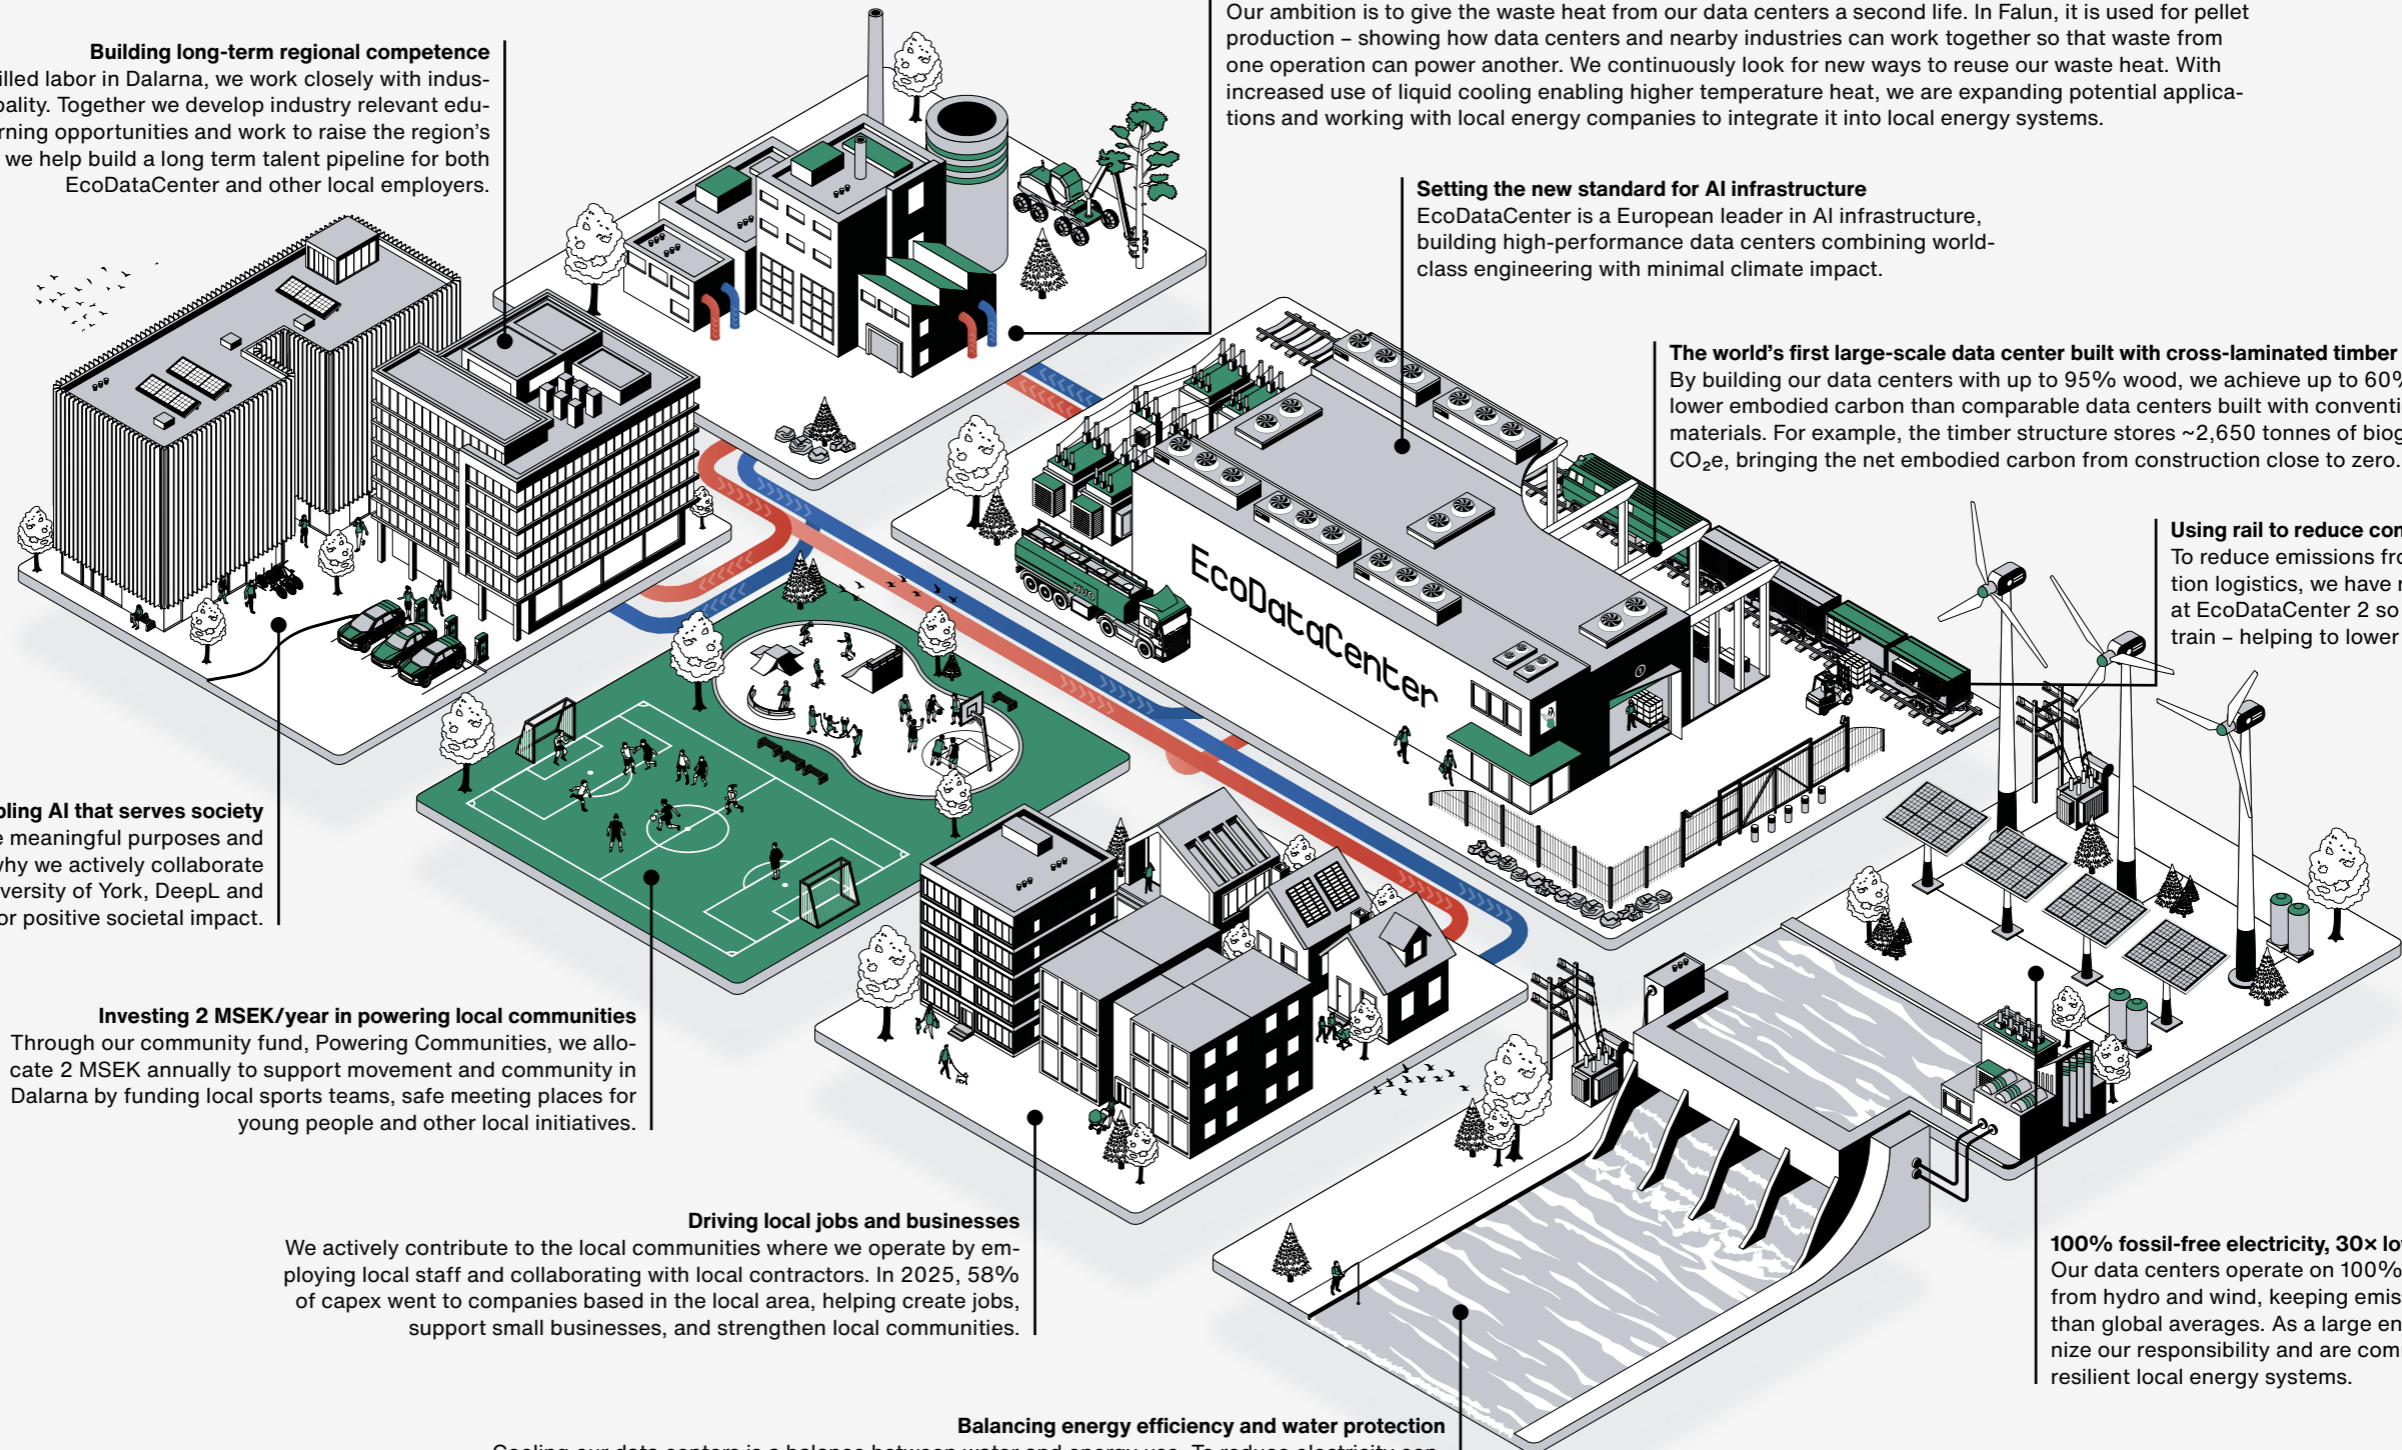 Our ambition is to give the waste heat from our data centers a second life. In Falun, it is used for pellet
production – showing how data centers and nearby industries can work together so that waste from
one operation can power another. We continuously look for new ways to reuse our waste heat. With
increased use of liquid cooling enabling higher temperature heat, we are expanding potential applica-
tions and working with local energy companies to integrate it into local energy systems.
Building long-term regional competence
illed labor in Dalarna, we work closely with indus-
pality. Together we develop industry relevant edu-
rning opportunities and work to raise the region's
we help build a long term talent pipeline for both
EcoDataCenter and other local employers.
Setting the new standard for AI infrastructure
EcoDataCenter is a European leader in AI infrastructure,
building high-performance data centers combining world-
class engineering with minimal climate impact.
The world's first large-scale data center built with cross-laminated timber
By building our data centers with up to 95% wood, we achieve up to 60%
lower embodied carbon than comparable data centers built with conventi
materials. For example, the timber structure stores ~2,650 tonnes of biog
CO₂e, bringing the net embodied carbon from construction close to zero.
Using rail to reduce con
To reduce emissions fro
tion logistics, we have r
at EcoDataCenter 2 so
train – helping to lower
EcoDataCenter
1
bling AI that serves society
e meaningful purposes and
why we actively collaborate
versity of York, DeepL and
or positive societal impact.
Investing 2 MSEK/year in powering local communities
Through our community fund, Powering Communities, we allo-
cate 2 MSEK annually to support movement and community in
Dalarna by funding local sports teams, safe meeting places for
young people and other local initiatives.
Driving local jobs and businesses
We actively contribute to the local communities where we operate by em-
ploying local staff and collaborating with local contractors. In 2025, 58%
of capex went to companies based in the local area, helping create jobs,
support small businesses, and strengthen local communities.
100% fossil-free electricity, 30× lo
Our data centers operate on 100%
from hydro and wind, keeping emis
than global averages. As a large en
nize our responsibility and are com
resilient local energy systems.
Balancing energy efficiency and water protection
Cooling our data centers is a balance between water and energy use. To reduce electricity con-